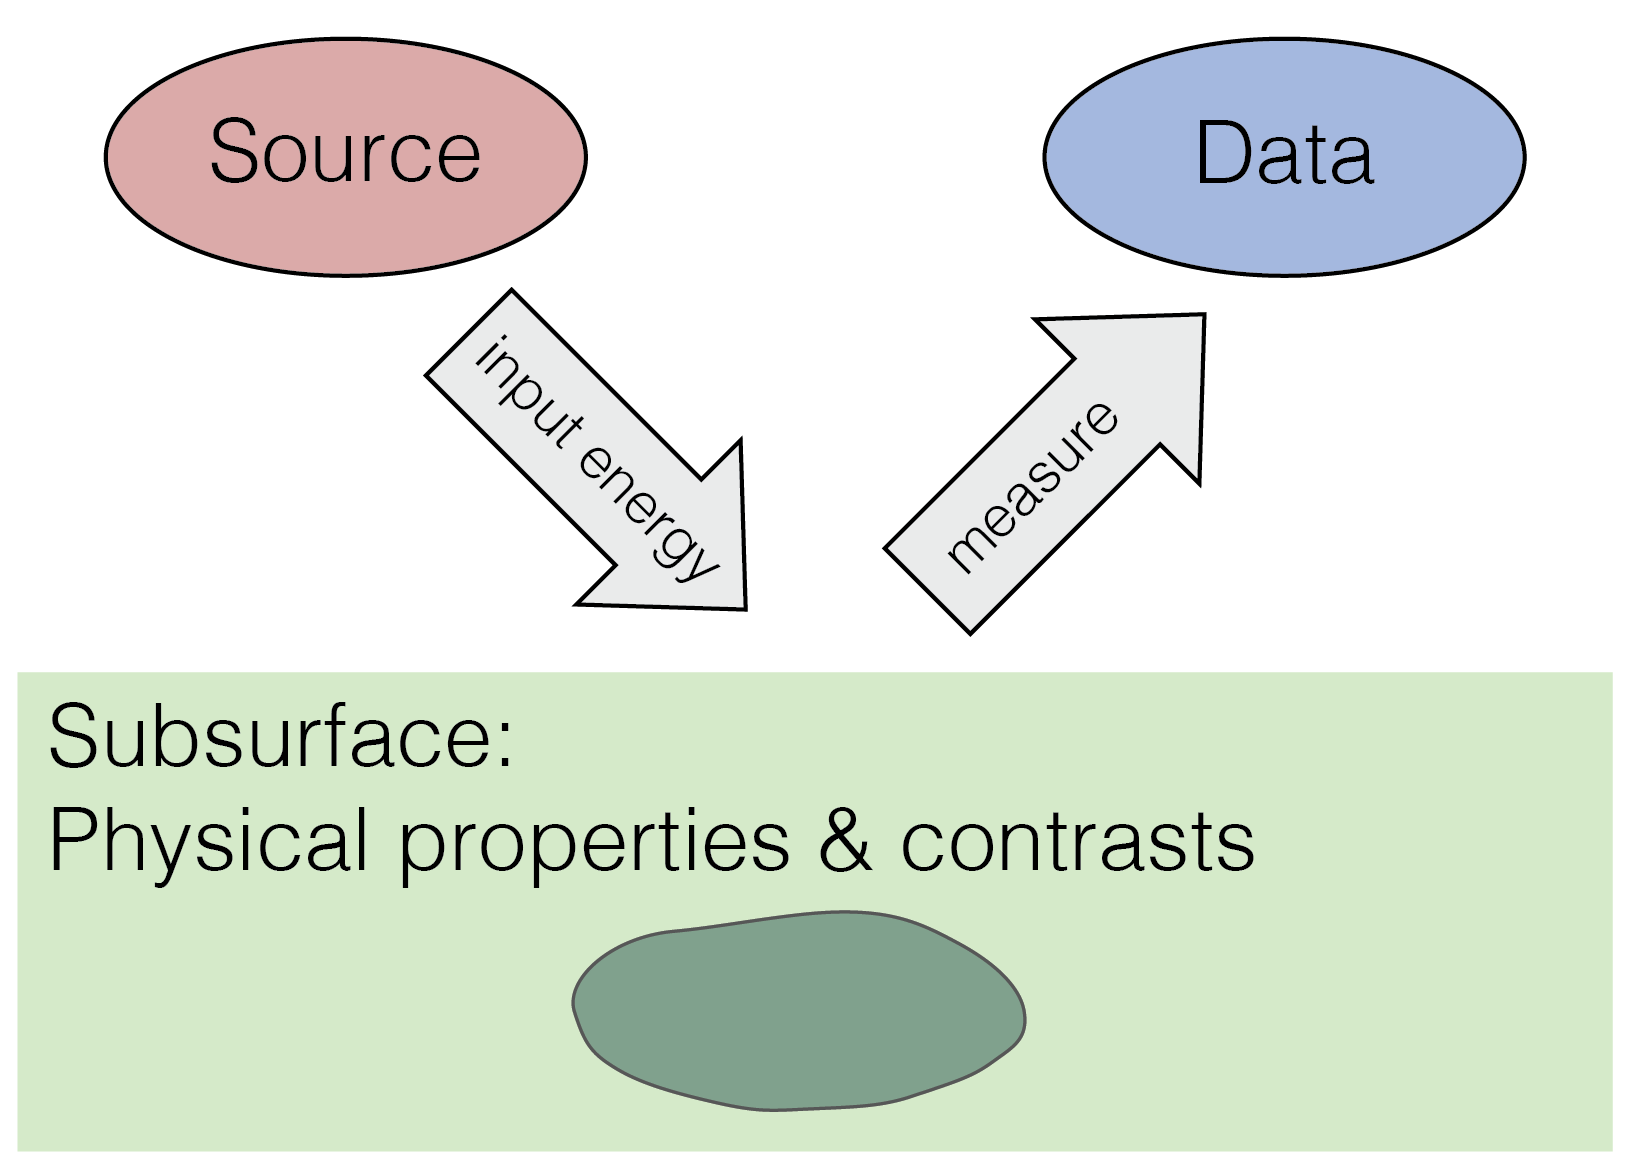 Source
Data
input energy
measure
Subsurface:
Physical properties & contrasts